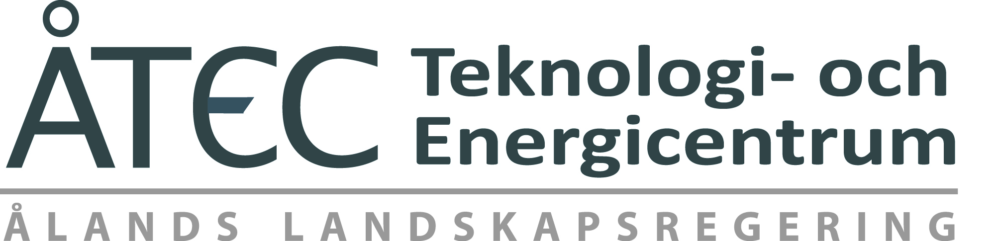 ÅTEC Teknologi- och
Energicentrum
ÅLANDS LANDSKAPSREGERING